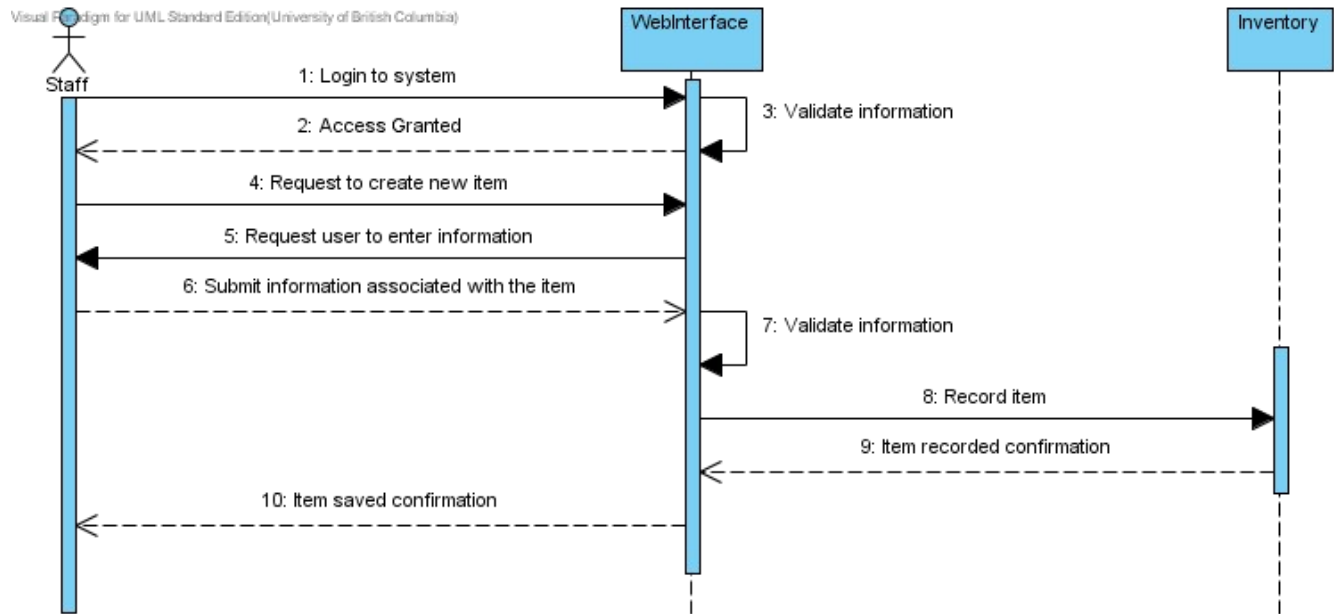 Visual Paradigm for UML Standard Edition(University of British Columbia)
WebInterface
Inventory
Staff
1: Login to system
3: Validate information
2: Access Granted
4: Request to create new item
5: Request user to enter information
6: Submit information associated with the item
7: Validate information
8: Record item
9: Item recorded confirmation
10: Item saved confirmation